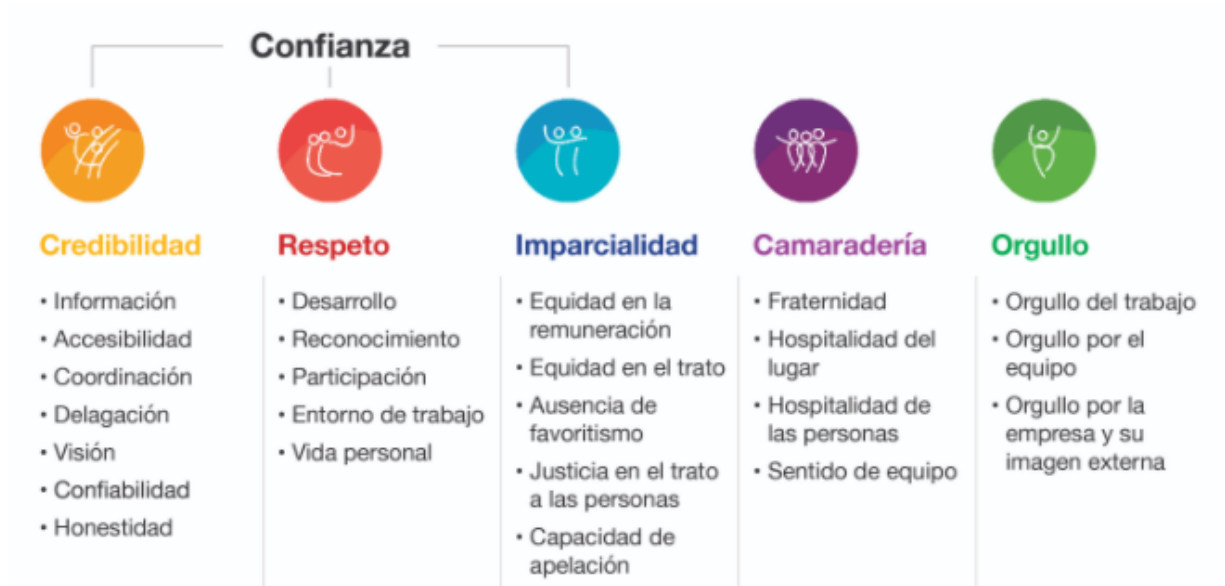 Confianza
Credibilidad
• Información
• Accesibilidad
• Coordinación
• Delagación
• Visión
• Confiabilidad
• Honestidad
Respeto
• Desarrollo
• Reconocimiento
• Participación
• Entorno de trabajo
• Vida personal
Imparcialidad
• Equidad en la
remuneración
• Equidad en el trato
• Ausencia de
favoritismo
• Justicia en el trato
a las personas
• Capacidad de
apelación
Camaradería
• Fraternidad
• Hospitalidad del
lugar
• Hospitalidad de
las personas
• Sentido de equipo
Orgullo
• Orgullo del trabajo
• Orgullo por el
equipo
• Orgullo por la
empresa y su
imagen externa